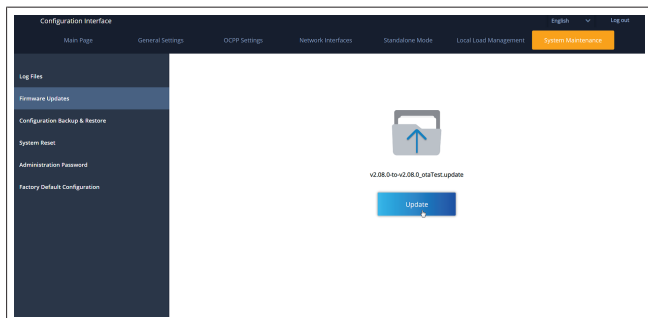 Configuration Interface
English
Log out
Main Page
General Settings
OCPP Settings
Network Interfaces
Standalone Mode
Local Load Management
System Maintenance
Log Files
Firmware Updates
Configuration Backup & Restore
System Reset
Administration Password
Factory Default Configuration
v2.08.0-to-v2.08.0_otaTest.update
Update